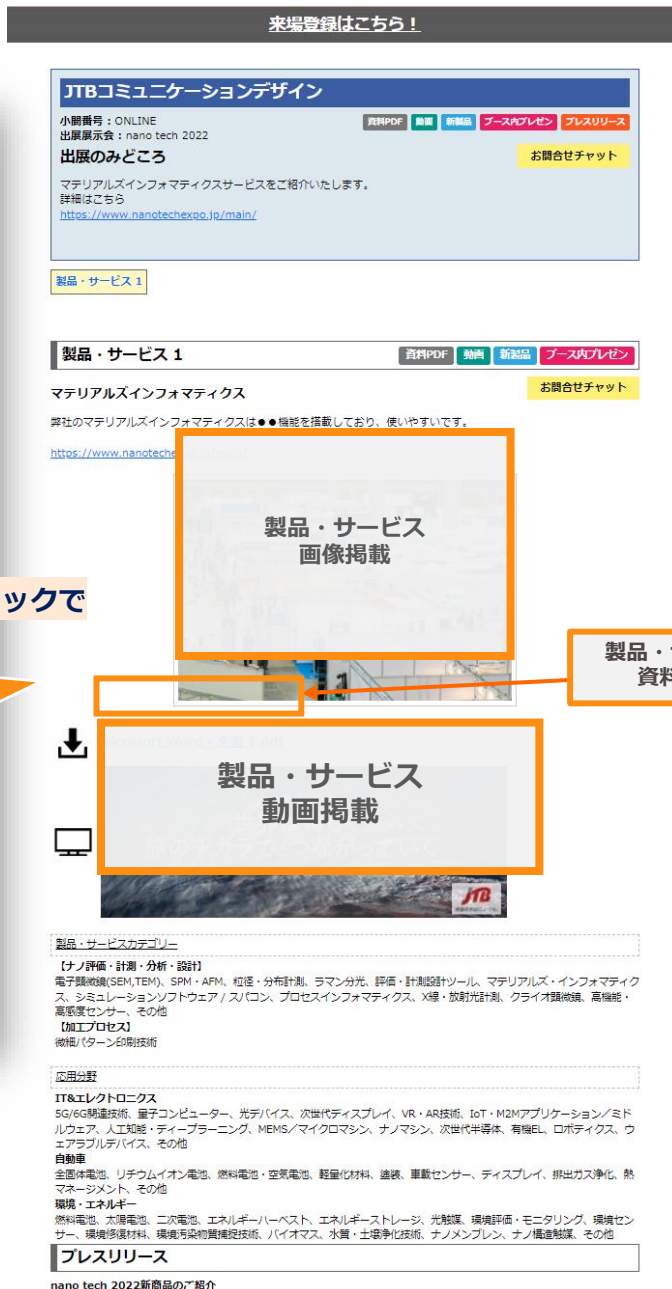 来場登録はこちら！
JTBコミュニケーションデザイン
小間番号：ONLINE
資料PDF 動画 新製品 ブース内プレゼン プレスリリース
出展展示会：nano tech 2022
出展のみどころ
お問合せチャット
マテリアルズインフォマティクスサービスをご紹介いたします。
詳細はこちら
https://www.nanotechexpo.jp/main/
製品・サービス 1
製品・サービス 1
資料PDF 動画 新製品 ブース内プレゼン
お問合せチャット
マテリアルズインフォマティクス
弊社のマテリアルズインフォマティクスは●●機能を搭載しており、使いやすいです。
https://www.nanoteche
製品・サービス
画像掲載
ックで
製品・
資料
製品・サービス
動画掲載
JTB
製品・サービスカテゴリー
【ナノ評価・計測・分析・設計】
電子顕微鏡(SEM,TEM)、SPM・AFM、粒径・分布計測、ラマン分光、評価・計測設計ツール、マテリアルズ・インフォマティク
ス、シミュレーションソフトウェア / スパコン、プロセスインフォマティクス、X線・放射光計測、クライオ顕微鏡、高機能・
高感度センサー、その他
【加工プロセス】
微細パターン印刷技術
応用分野
IT&エレクトロニクス
5G/6G関連技術、量子コンピューター、光デバイス、次世代ディスプレイ、VR・AR技術、IoT・M2Mアプリケーション／ミド
ルウェア、人工知能・ディープラーニング、MEMS／マイクロマシン、ナノマシン、次世代半導体、有機EL、ロボティクス、ウ
ェアラブルデバイス、その他
自動車
全固体電池、リチウムイオン電池、燃料電池・空気電池、軽量化材料、塗装、車載センサー、ディスプレイ、排出ガス浄化、熱
マネージメント、その他
環境・エネルギー
燃料電池、太陽電池、二次電池、エネルギーハーベスト、エネルギーストレージ、光触媒、環境評価・モニタリング、環境セン
サー、環境修復材料、環境汚染物質捕捉技術、バイオマス、水質・土壌浄化技術、ナノメンブレン、ナノ構造触媒、その他
プレスリリース
nano tech 2022新商品のご紹介